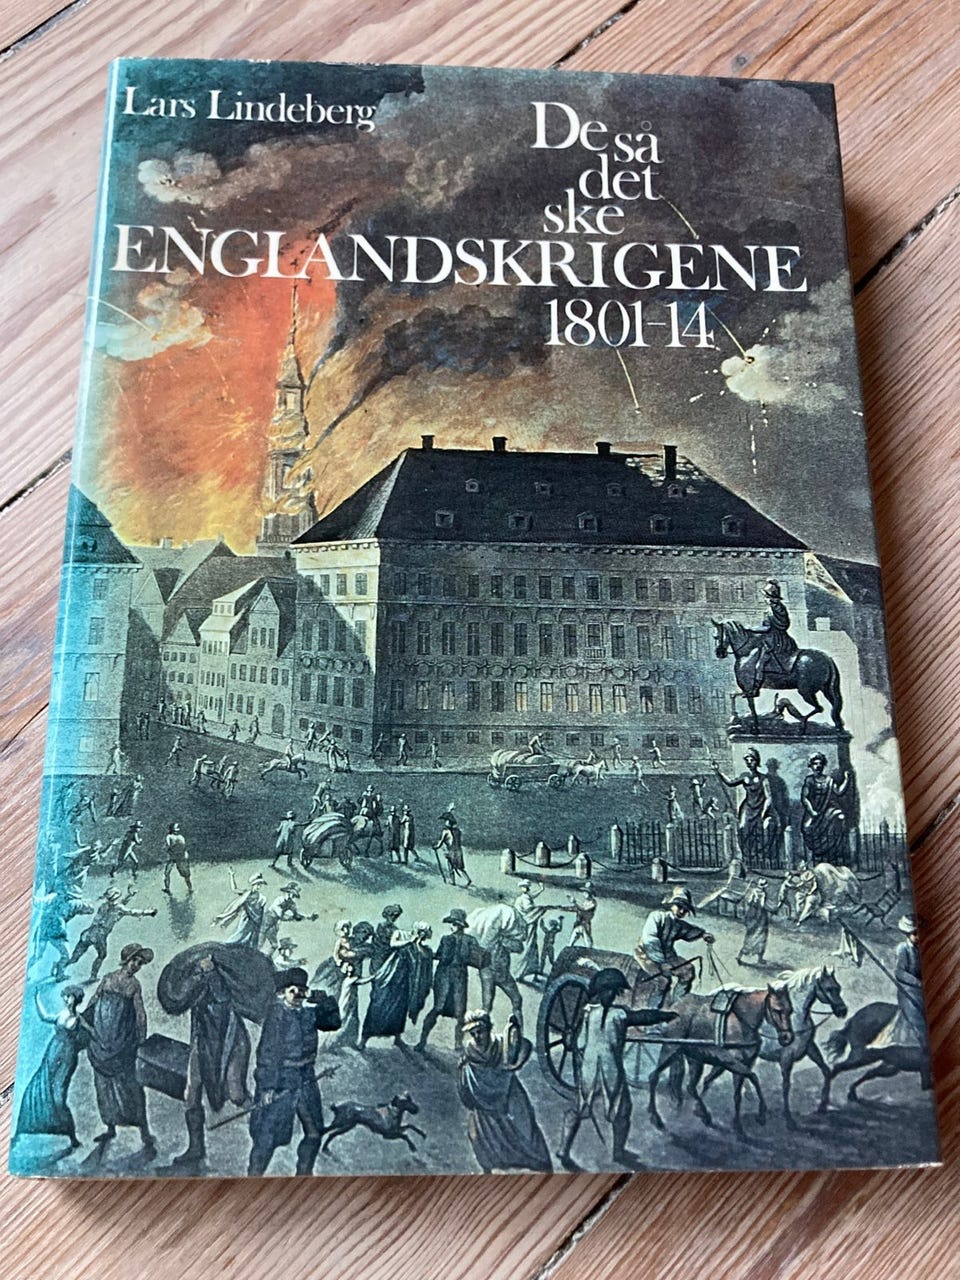 Lars Lindeberg
De så
det
ske
ENGLANDSKRIGENE
1801-14